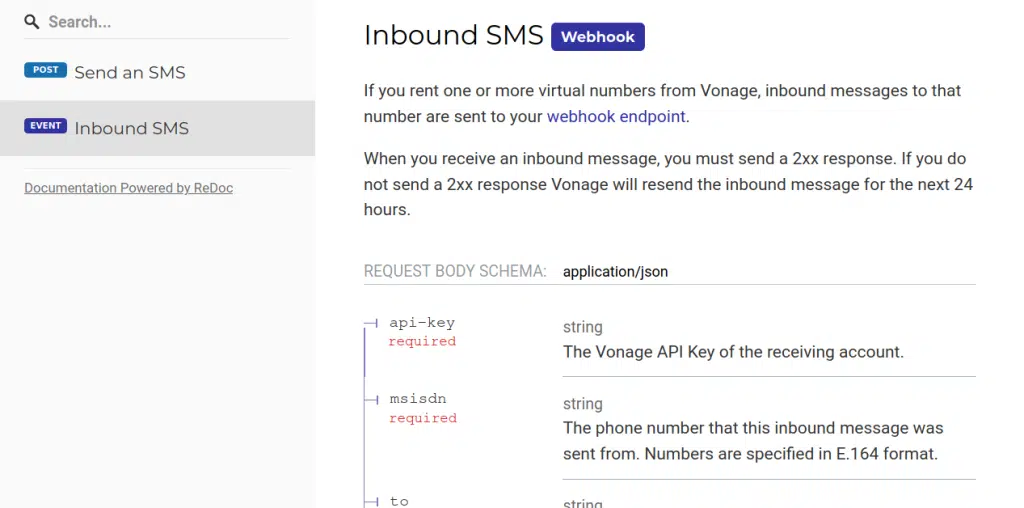 Search...
POST Send an SMS
EVENT Inbound SMS
Documentation Powered by ReDoc
Inbound SMS Webhook
If you rent one or more virtual numbers from Vonage, inbound messages to that
number are sent to your webhook endpoint.
When you receive an inbound message, you must send a 2xx response. If you do
not send a 2xx response Vonage will resend the inbound message for the next 24
hours.
REQUEST BODY SCHEMA: application/json
api-key
required
string
The Vonage API Key of the receiving account.
msisdn
required
string
The phone number that this inbound message was
sent from. Numbers are specified in E.164 format.
to
string